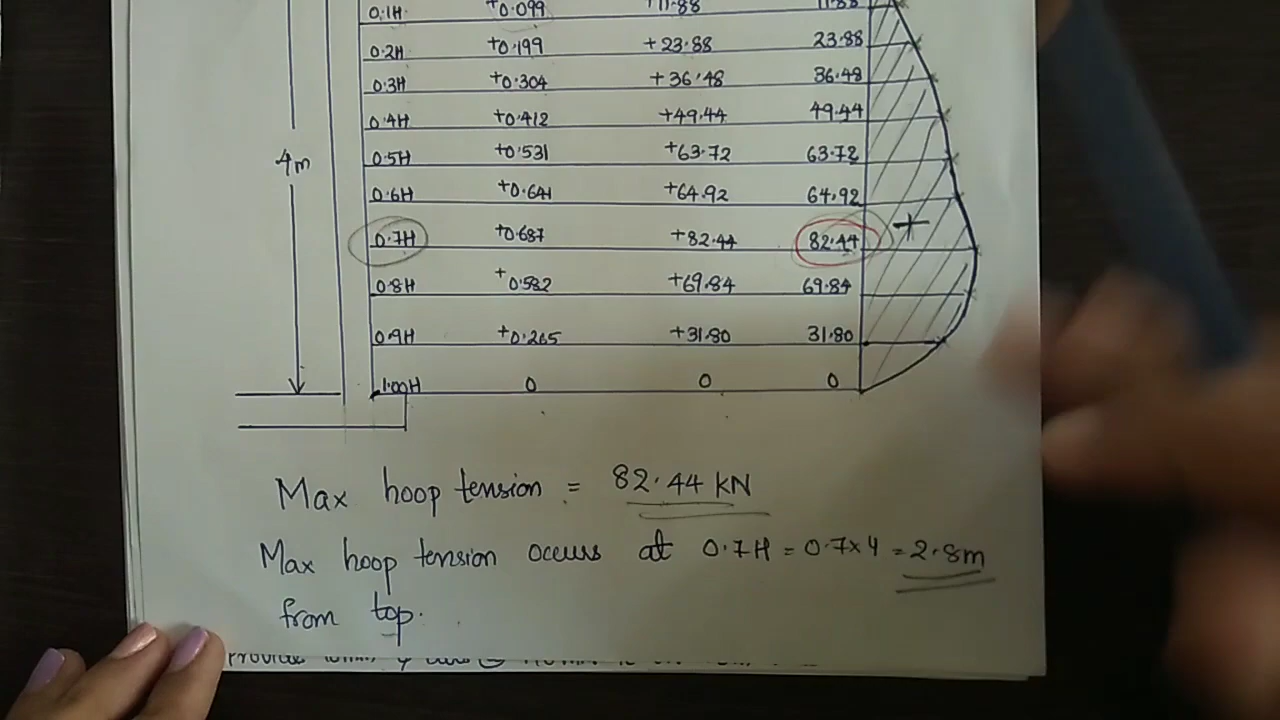 0.1H +0.099 +11.88 11.88
0.2H +0.199 +23.88 23.88
0.3H +0.304 +36.48 36.48
0.4H +0.412 +49.44 49.44
4m
0.5H +0.531 +63.72 63.72
0.6H +0.641 +64.92 64.92
0.7H +0.687 +82.44 82.44 +
0.8H +0.582 +69.84 69.84
0.9H +0.265 +31.80 31.80
1.00H 0 0 0
Max hoop tension = 82.44 kN
Max hoop tension occurs at 0.7H = 0.7x4 = 2.8m
from top.